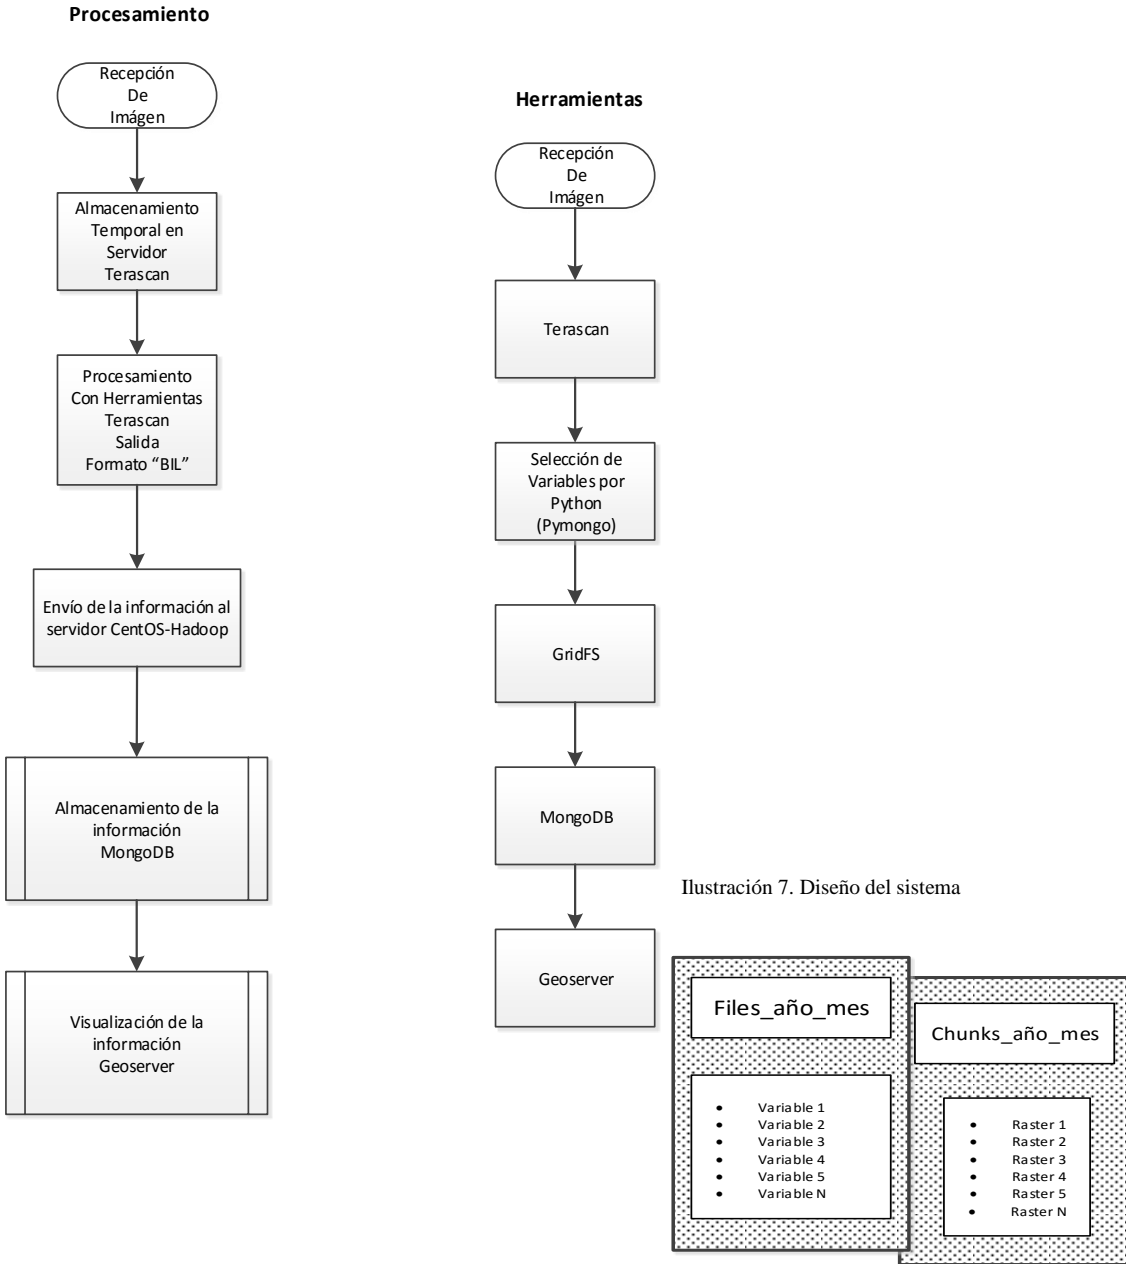 Procesamiento
Recepción
De
Imágen
Almacenamiento
Temporal en
Servidor
Terascan
Procesamiento
Con Herramientas
Terascan
Salida
Formato “BIL”
Envío de la información al
servidor CentOS-Hadoop
Almacenamiento de la
información
MongoDB
Visualización de la
información
Geoserver
Herramientas
Recepción
De
Imágen
Terascan
Selección de
Variables por
Python
(Pymongo)
GridFS
MongoDB
Geoserver
Ilustración 7. Diseño del sistema
Files_año_mes
• Variable 1
• Variable 2
• Variable 3
• Variable 4
• Variable 5
• Variable N
Chunks_año_mes
• Raster 1
• Raster 2
• Raster 3
• Raster 4
• Raster 5
• Raster N